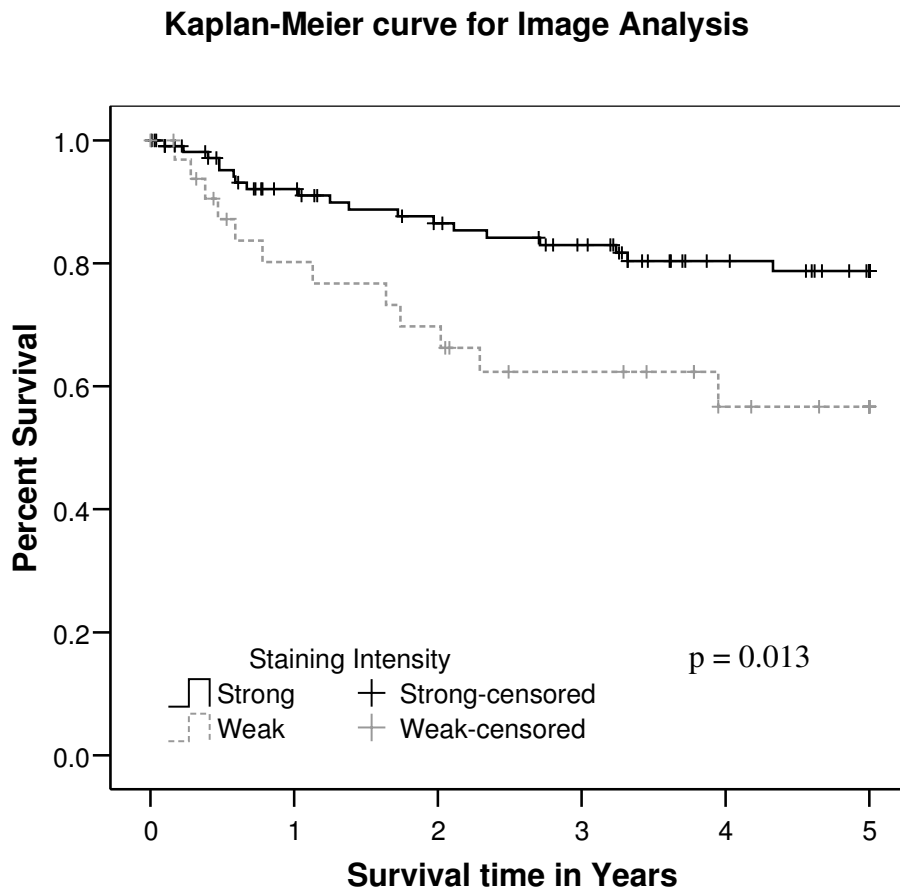 Kaplan-Meier curve for Image Analysis
Percent Survival
1.0
0.8
0.6
0.4
0.2
0.0
Staining Intensity
Strong
Strong-censored
Weak
Weak-censored
p = 0.013
0 1 2 3 4 5
Survival time in Years